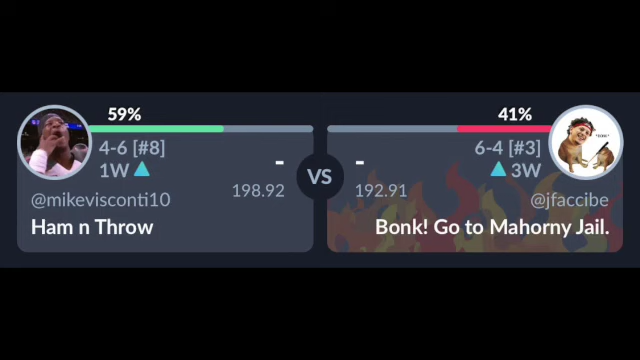 59%
4-6 [#8]
1W
-
198.92
@mikevisconti10
Ham n Throw
VS
41%
6-4 [#3]
3W
-
192.91
@jfaccibe
Bonk! Go to Mahorny Jail.